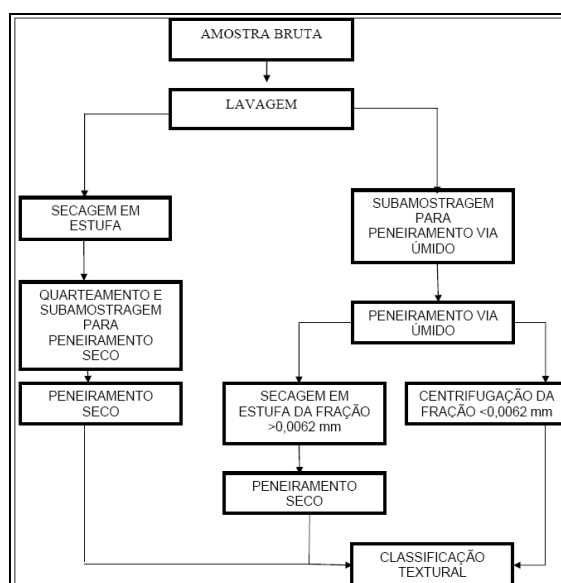 AMOSTRA BRUTA
LAVAGEM
SECAGEM EM
ESTUFA
SUBAMOSTRAGEM
PARA
PENEIRAMENTO VIA
ÚMIDO
QUARTEAMENTO E
SUBAMOSTRAGEM
PARA
PENEIRAMENTO
SECO
PENEIRAMENTO VIA
ÚMIDO
PENEIRAMENTO
SECO
SECAGEM EM
ESTUFA DA FRAÇÃO
>0,0062 mm
CENTRIFUGAÇÃO DA
FRAÇÃO <0,0062 mm
PENEIRAMENTO
SECO
CLASSIFICAÇÃO
TEXTURAL